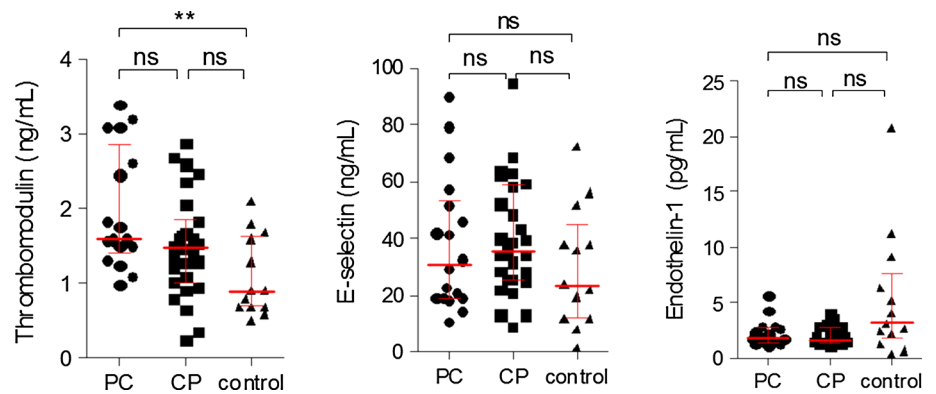 **
ns
ns
Thrombomodulin (ng/mL)
4
3
2
1
0
PC
CP
control
ns
ns
ns
E-selectin (ng/mL)
100
80
60
40
20
0
PC
CP
control
ns
ns
ns
Endothelin-1 (pg/mL)
25
20
15
10
5
0
PC
CP
control